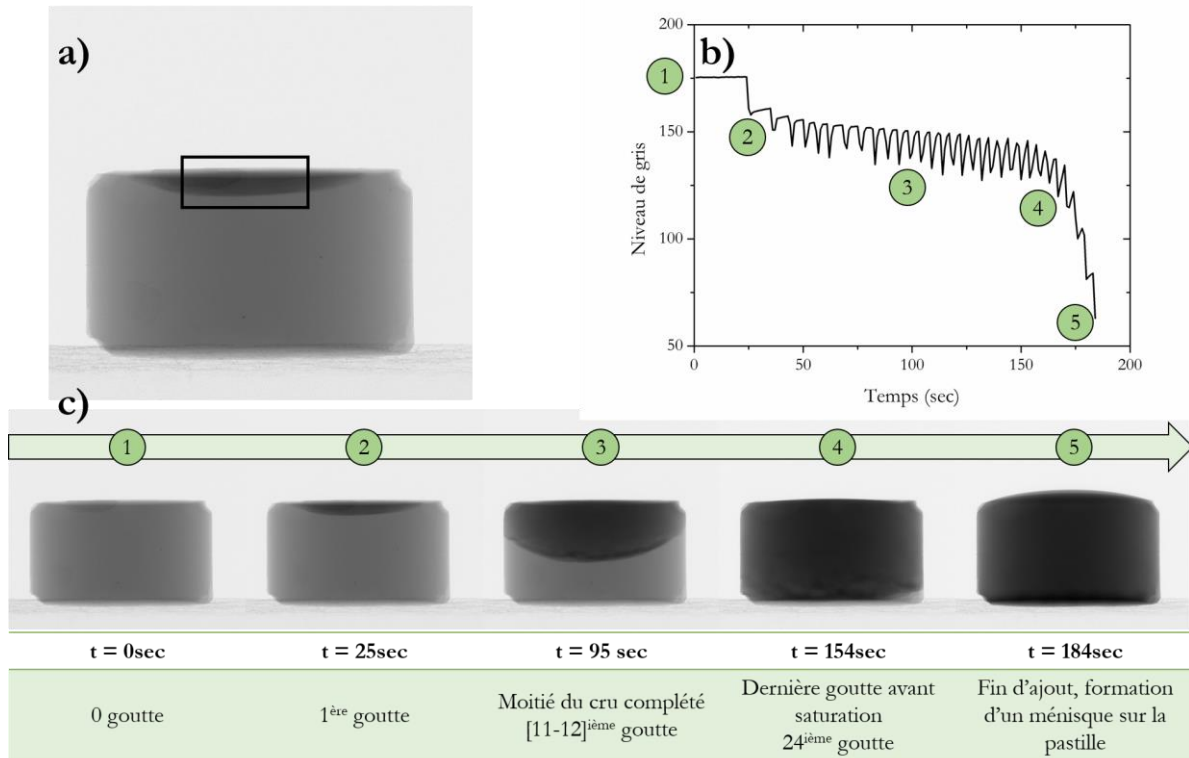 a)
b)
200
150
100
50
Niveau de gris
0
50
100
150
200
Temps (sec)
1
2
3
4
5
c)
1 2 3 4 5
t = 0sec t = 25sec t = 95 sec t = 154sec t = 184sec
0 goutte
1ère goutte
Moitié du cru complété
[11-12]ième goutte
Dernière goutte avant
saturation
24ième goutte
Fin d'ajout, formation
d'un ménisque sur la
pastille